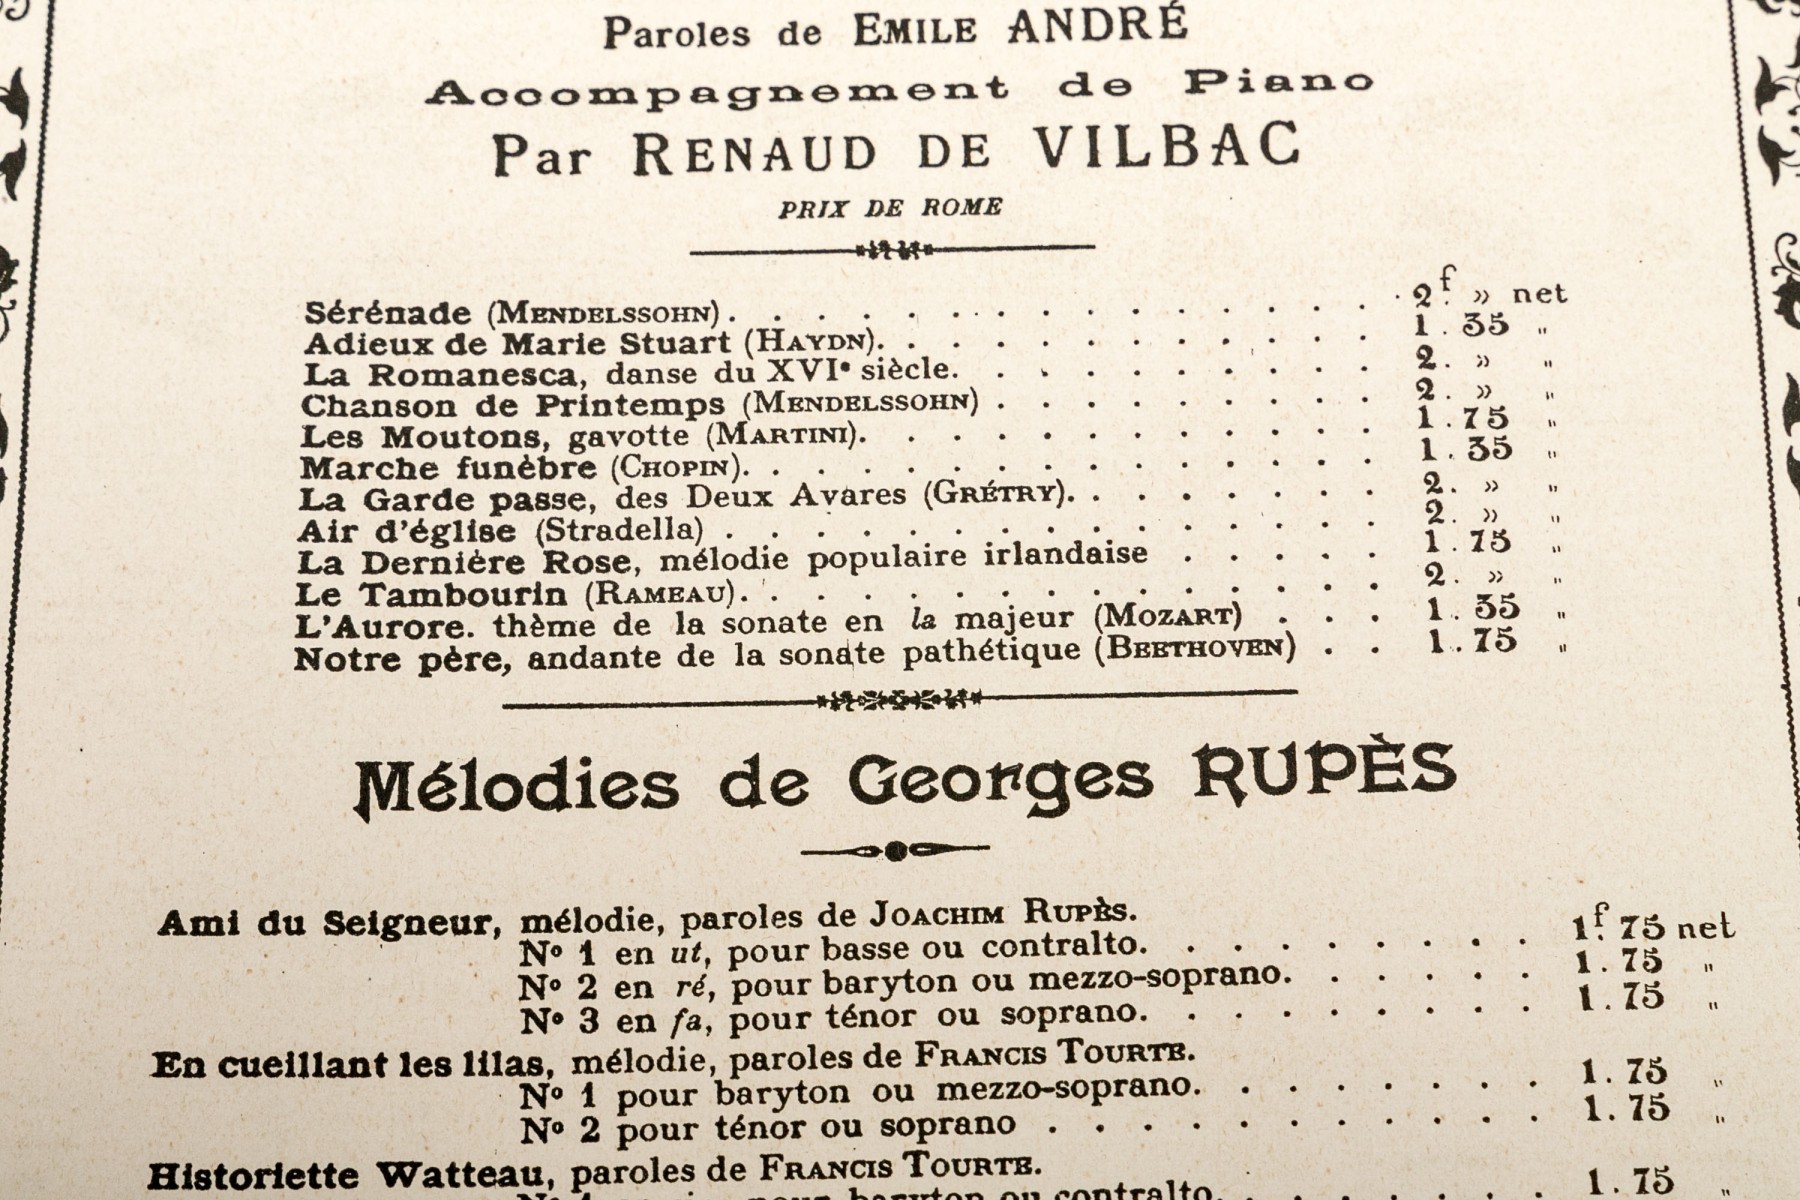 Paroles de EMILE ANDRÉ
Accompagnement de Piano
Par RENAUD DE VILBAC
PRIX DE ROME
Sérénade (MENDELSSOHN). . . . . . . . . . . . . . . 2f. » net
Adieux de Marie Stuart (HAYDN). . . . . . . . . . . . 1. 35 "
La Romanesca, danse du XVIe siècle. . . . . . . . . . 2. » "
Chanson de Printemps (MENDELSSOHN) . . . . . . . . . 2. » "
Les Moutons, gavotte (MARTINI). . . . . . . . . . . . 1. 75 "
Marche funèbre (CHOPIN). . . . . . . . . . . . . . . 1. 35 "
La Garde passe, des Deux Avares (GRÉTRY). . . . . . . . 2. » "
Air d'église (Stradella) . . . . . . . . . . . . . . . 2. » "
La Dernière Rose, mélodie populaire irlandaise . . . . . 1. 75 "
Le Tambourin (RAMEAU). . . . . . . . . . . . . . . 2. » "
L'Aurore. thème de la sonate en la majeur (MOZART) . . . 1. 35 "
Notre père, andante de la sonate pathétique (BEETHOVEN) . . 1. 75 "
Mélodies de Georges RUPÈS
Ami du Seigneur, mélodie, paroles de JOACHIM RUPÈS.
No 1 en ut, pour basse ou contralto. . . . . . . . . 1f. 75 net
No 2 en ré, pour baryton ou mezzo-soprano. . . . . . 1. 75 "
No 3 en fa, pour ténor ou soprano. . . . . . . . . 1. 75 "
En cueillant les lilas, mélodie, paroles de FRANCIS TOURTE.
No 1 pour baryton ou mezzo-soprano. . . . . . . . 1. 75 "
No 2 pour ténor ou soprano . . . . . . . . . . . 1. 75 "
Historiette Watteau, paroles de FRANCIS TOURTE.
pour baryton ou contralto. . . . . . . . 1. 75 "